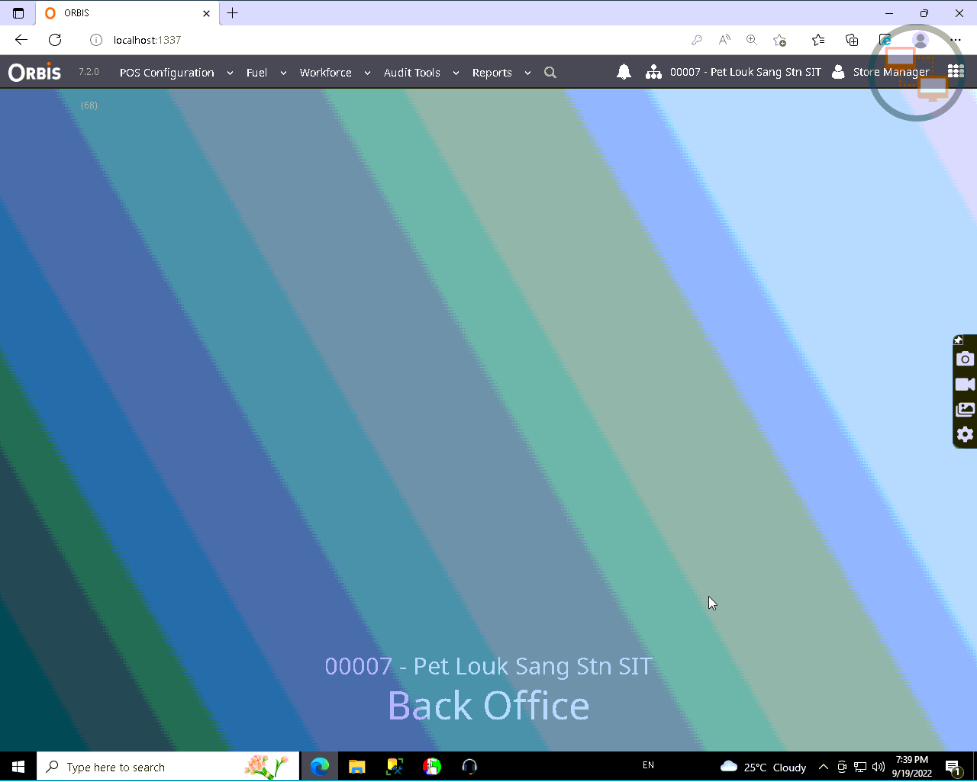 ORBIS
localhost:1337
ORBIS 7.2.0 POS Configuration Fuel Workforce Audit Tools Reports 00007 - Pet Louk Sang Stn SIT Store Manager
(68)
00007 - Pet Louk Sang Stn SIT
Back Office
Type here to search EN 25°C Cloudy 7:39 PM
9/19/2022
1